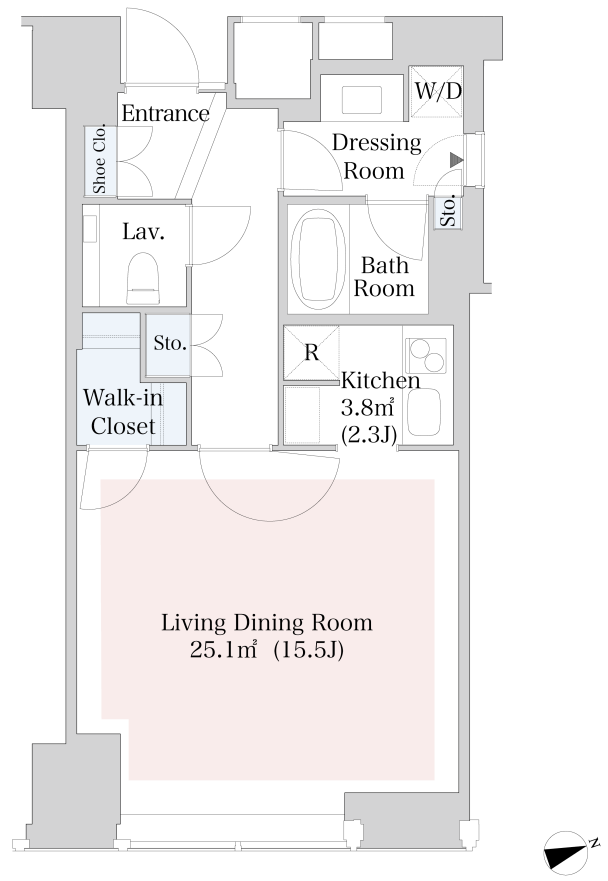 W/D
Entrance
Shoe Clo.
Dressing
Room
Lav.
Sto.
Bath
Room
Sto.
R
Kitchen
3.8㎡
(2.3J)
Walk-in
Closet
Living Dining Room
25.1㎡ (15.5J)
N